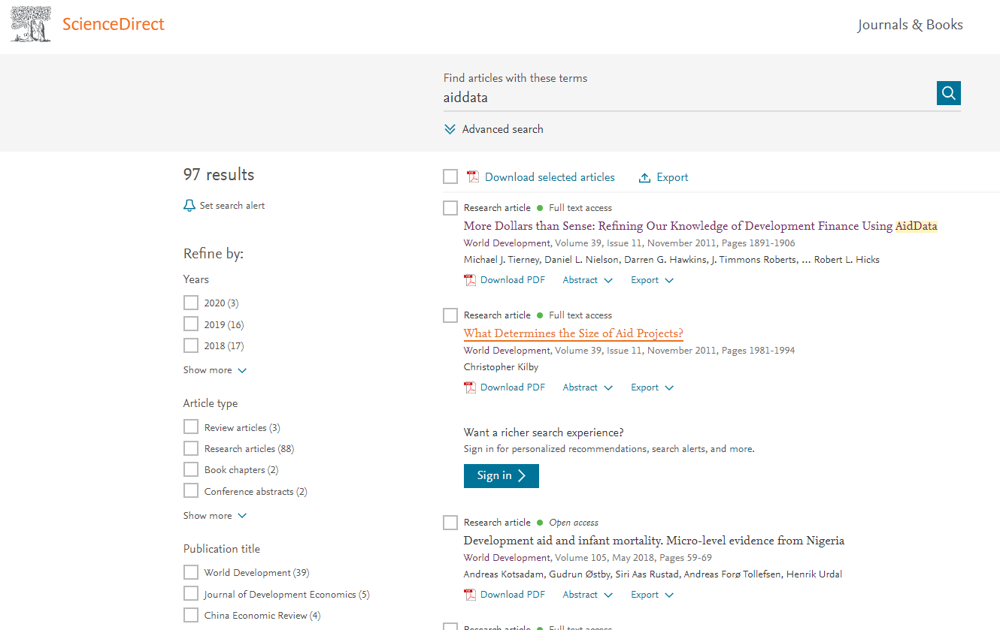 ScienceDirect
Journals & Books
Find articles with these terms
aiddata
Advanced search
97 results
Set search alert
Refine by:
Years
2020 (3)
2019 (16)
2018 (17)
Show more
Article type
Review articles (3)
Research articles (88)
Book chapters (2)
Conference abstracts (2)
Show more
Publication title
World Development (39)
Journal of Development Economics (5)
China Economic Review (4)
Download selected articles Export
Research article Full text access
More Dollars than Sense: Refining Our Knowledge of Development Finance Using AidData
World Development, Volume 39, Issue 11, November 2011, Pages 1891-1906
Michael J. Tierney, Daniel L. Nielson, Darren G. Hawkins, J. Timmons Roberts, ... Robert L. Hicks
Download PDF Abstract Export
Research article Full text access
What Determines the Size of Aid Projects?
World Development, Volume 39, Issue 11, November 2011, Pages 1981-1994
Christopher Kilby
Download PDF Abstract Export
Want a richer search experience?
Sign in for personalized recommendations, search alerts, and more.
Sign in
Research article Open access
Development aid and infant mortality. Micro-level evidence from Nigeria
World Development, Volume 105, May 2018, Pages 59-69
Andreas Kotsadam, Gudrun Østby, Siri Aas Rustad, Andreas Forø Tollefsen, Henrik Urdal
Download PDF Abstract Export
Research article Full text access